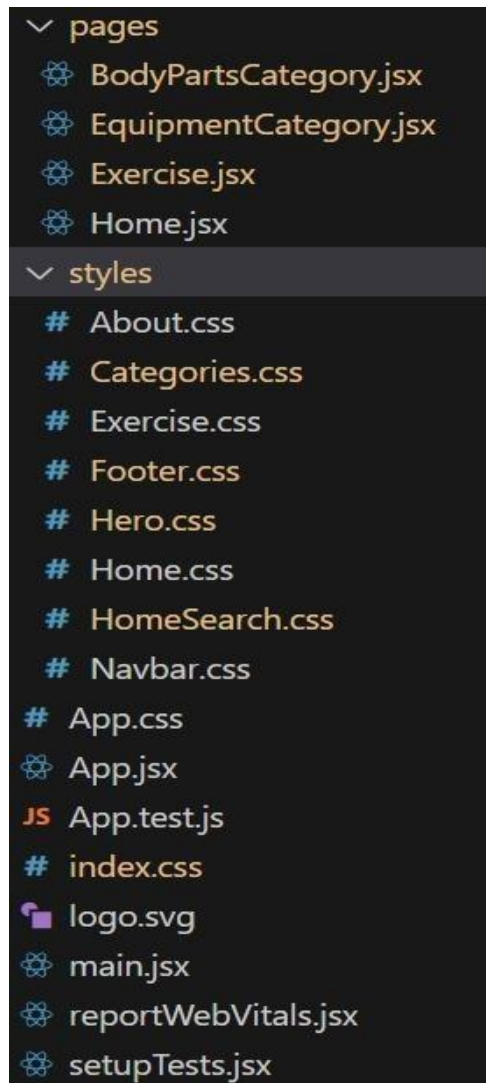 pages
BodyPartsCategory.jsx
EquipmentCategory.jsx
Exercise.jsx
Home.jsx
styles
# About.css
# Categories.css
# Exercise.css
# Footer.css
# Hero.css
# Home.css
# HomeSearch.css
# Navbar.css
# App.css
App.jsx
JS App.test.js
# index.css
logo.svg
main.jsx
reportWebVitals.jsx
setupTests.jsx